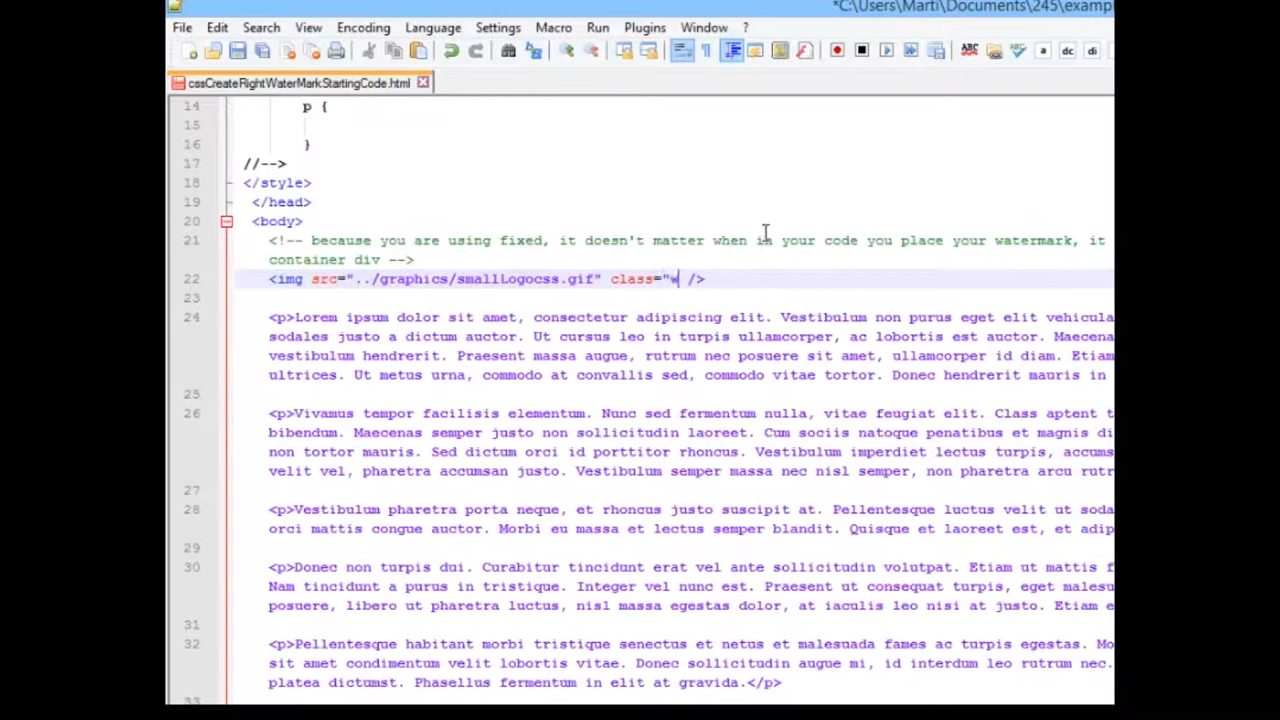 *C:\Users\Marti\Documents\245\examp
File Edit Search View Encoding Language Settings Macro Run Plugins Window ?
ABC a dc di
cssCreateRightWaterMarkStartingCode.html
14 p {
15
16 }
17 //-->
18 </style>
19 </head>
20 <body>
21 <!-- because you are using fixed, it doesn't matter when in your code you place your watermark, it
container div -->
22 <img src="../graphics/smallLogocss.gif" class="w />
23
24 <p>Lorem ipsum dolor sit amet, consectetur adipiscing elit. Vestibulum non purus eget elit vehicula
sodales justo a dictum auctor. Ut cursus leo in turpis ullamcorper, ac lobortis est auctor. Maecena
vestibulum hendrerit. Praesent massa augue, rutrum nec posuere sit amet, ullamcorper id diam. Etiam
ultrices. Ut metus urna, commodo at convallis sed, commodo vitae tortor. Donec hendrerit mauris in
25
26 <p>Vivamus tempor facilisis elementum. Nunc sed fermentum nulla, vitae feugiat elit. Class aptent t
bibendum. Maecenas semper justo non sollicitudin laoreet. Cum sociis natoque penatibus et magnis di
non tortor mauris. Sed dictum orci id porttitor rhoncus. Vestibulum imperdiet lectus turpis, accums
velit vel, pharetra accumsan justo. Vestibulum semper massa nec nisl semper, non pharetra arcu rutr
27
28 <p>Vestibulum pharetra porta neque, et rhoncus justo suscipit at. Pellentesque luctus velit ut soda
orci mattis congue auctor. Morbi eu massa et lectus semper blandit. Quisque et laoreet est, et adip
29
30 <p>Donec non turpis dui. Curabitur tincidunt erat vel ante sollicitudin volutpat. Etiam ut mattis f
Nam tincidunt a purus in tristique. Integer vel nunc est. Praesent ut consequat turpis, eget malesu
posuere, libero ut pharetra luctus, nisl massa egestas dolor, at iaculis leo nisi at justo. Etiam e
31
32 <p>Pellentesque habitant morbi tristique senectus et netus et malesuada fames ac turpis egestas. Mo
sit amet condimentum velit lobortis vitae. Donec sollicitudin augue mi, id interdum leo rutrum nec.
platea dictumst. Phasellus fermentum in elit at gravida.</p>
33